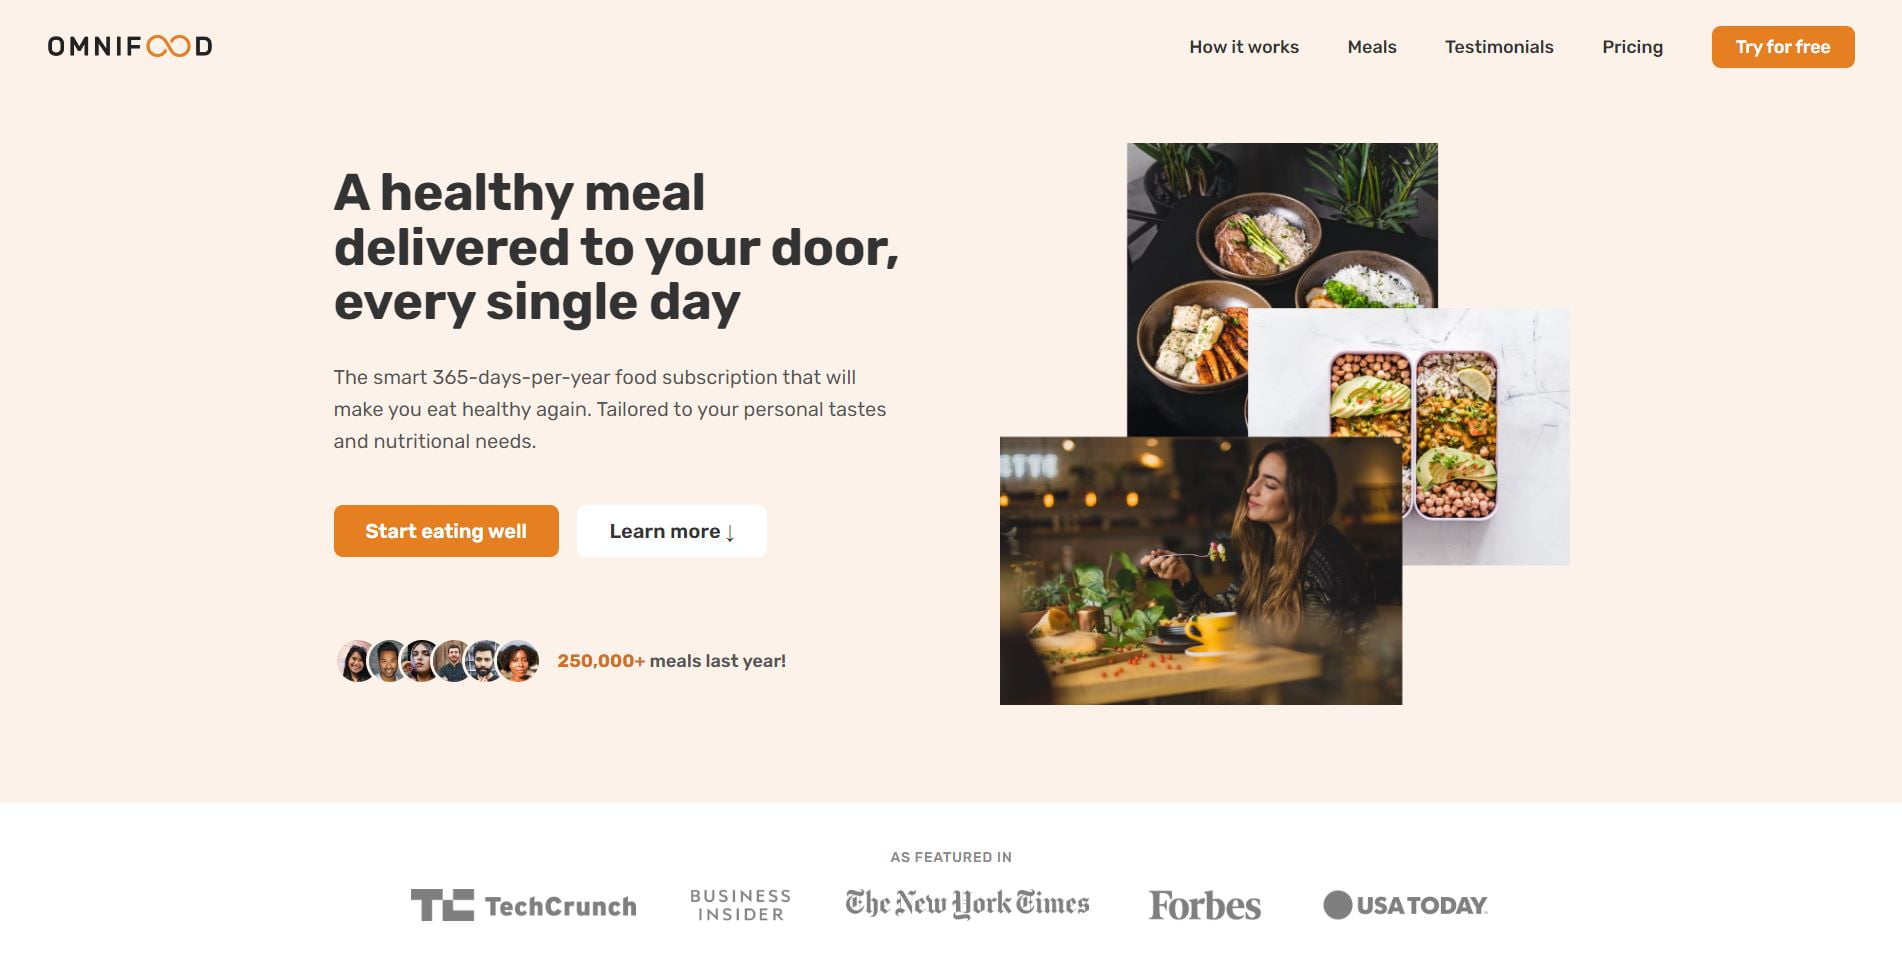 OMNIFOOD
How it works
Meals
Testimonials
Pricing
Try for free
A healthy meal
delivered to your door,
every single day
The smart 365-days-per-year food subscription that will
make you eat healthy again. Tailored to your personal tastes
and nutritional needs.
Start eating well
Learn more ↓
250,000+ meals last year!
ETTE
AS FEATURED IN
TC TechCrunch
BUSINESS
INSIDER
The New York Times
Forbes
USA TODAY